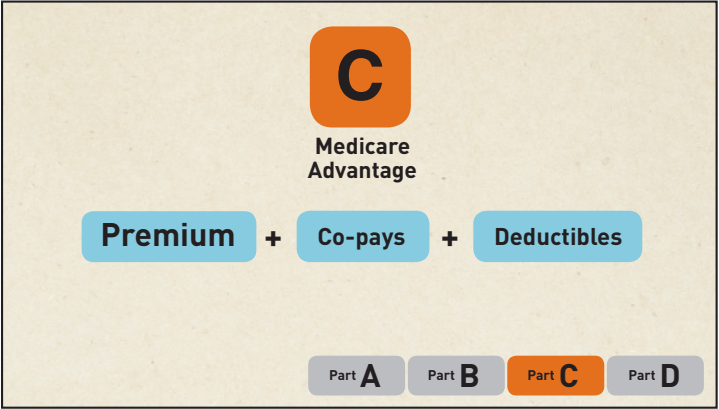 C
Medicare
Advantage
Premium + Co-pays + Deductibles
Part A Part B Part C Part D